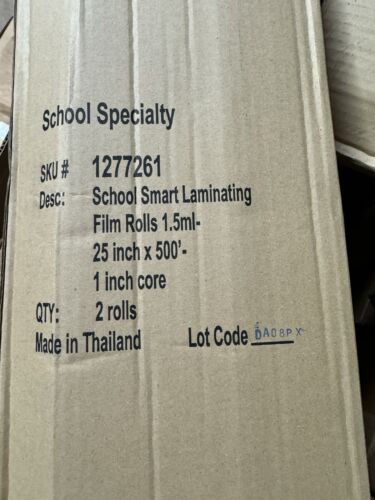 School Specialty
SKU # 1277261
Desc: School Smart Laminating
Film Rolls 1.5ml-
25 inch x 500'-
1 inch core
QTY: 2 rolls
Made in Thailand Lot Code DA08PX